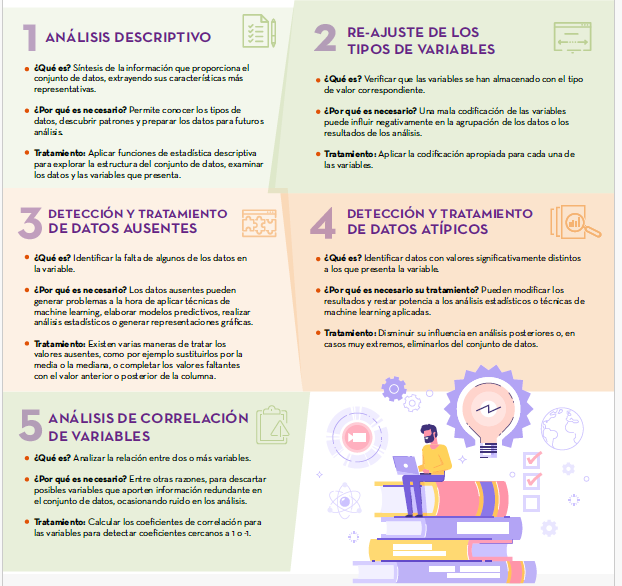 1 ANÁLISIS DESCRIPTIVO
• ¿Qué es? Síntesis de la información que proporciona el
conjunto de datos, extrayendo sus características más
representativas.
• ¿Por qué es necesario? Permite conocer los tipos de
datos, descubrir patrones y preparar los datos para futuros
análisis.
• Tratamiento: Aplicar funciones de estadística descriptiva
para explorar la estructura del conjunto de datos, examinar
los datos y las variables que presenta.
2 RE-AJUSTE DE LOS
TIPOS DE VARIABLES
• ¿Qué es? Verificar que las variables se han almacenado con el tipo
de valor correspondiente.
• ¿Por qué es necesario? Una mala codificación de las variables
puede influir negativamente en la agrupación de los datos o los
resultados de los análisis.
• Tratamiento: Aplicar la codificación apropiada para cada una de
las variables.
3 DETECCIÓN Y TRATAMIENTO
DE DATOS AUSENTES
• ¿Qué es? Identificar la falta de algunos de los datos en
la variable.
• ¿Por qué es necesario? Los datos ausentes pueden
generar problemas a la hora de aplicar técnicas de
machine learning, elaborar modelos predictivos, realizar
análisis estadísticos o generar representaciones gráficas.
• Tratamiento: Existen varias maneras de tratar los
valores ausentes, como por ejemplo sustituirlos por la
media o la mediana, o completar los valores faltantes
con el valor anterior o posterior de la columna.
4 DETECCIÓN Y TRATAMIENTO
DE DATOS ATÍPICOS
• ¿Qué es? Identificar datos con valores significativamente distintos
a los que presenta la variable.
• ¿Por qué es necesario su tratamiento? Pueden modificar los
resultados y restar potencia a los análisis estadísticos o técnicas de
machine learning aplicadas.
• Tratamiento: Disminuir su influencia en análisis posteriores o, en
casos muy extremos, eliminarlos del conjunto de datos.
5 ANÁLISIS DE CORRELACIÓN
DE VARIABLES
• ¿Qué es? Analizar la relación entre dos o más variables.
• ¿Por qué es necesario? Entre otras razones, para descartar
posibles variables que aporten información redundante en
el conjunto de datos, ocasionando ruido en los análisis.
• Tratamiento: Calcular los coeficientes de correlación para
las variables para detectar coeficientes cercanos a 1 o -1.